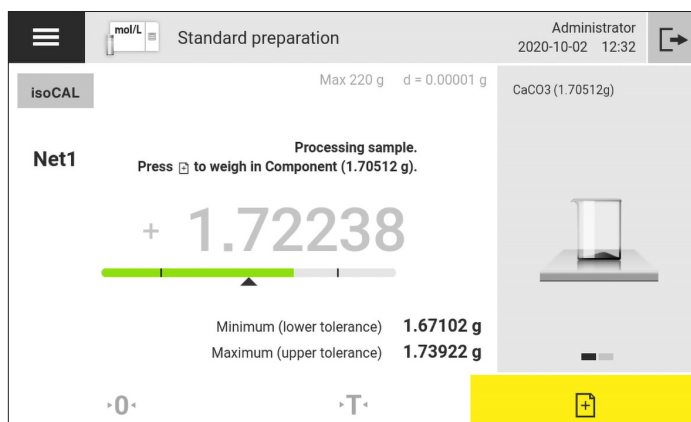 mol/L
Standard preparation
Administrator
2020-10-02 12:32
isoCAL
Max 220 g d = 0.00001 g
CaCO3 (1.70512g)
Net1
Processing sample.
Press + to weigh in Component (1.70512 g).
+ 1.72238
Minimum (lower tolerance) 1.67102 g
Maximum (upper tolerance) 1.73922 g
0
T
+